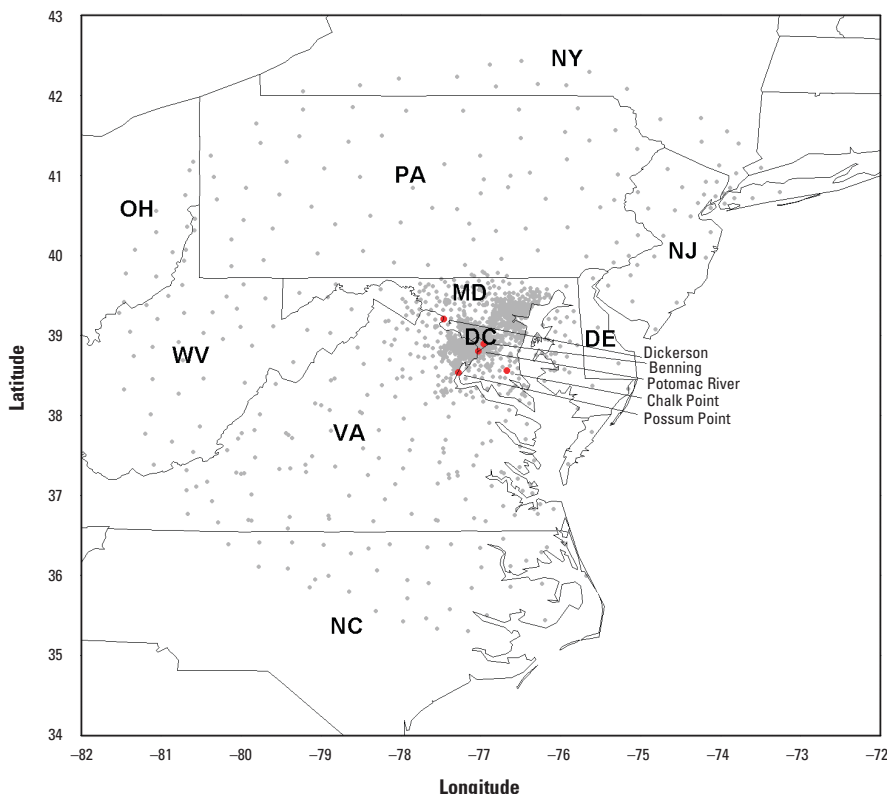 43
42
41
40
39
38
37
36
35
34
Latitude
NY
PA
OH
NJ
MD
DC
DE
WV
VA
NC
Dickerson
Benning
Potomac River
Chalk Point
Possum Point
–82
–81
–80
–79
–78
–77
–76
–75
–74
–73
–72
Longitude